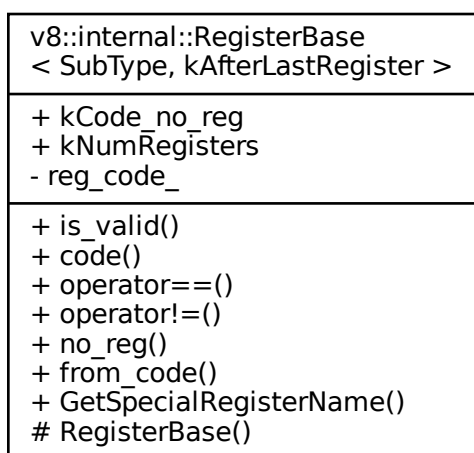 v8::internal::RegisterBase
< SubType, kAfterLastRegister >
+ kCode_no_reg
+ kNumRegisters
- reg_code_
+ is_valid()
+ code()
+ operator==()
+ operator!=()
+ no_reg()
+ from_code()
+ GetSpecialRegisterName()
# RegisterBase()